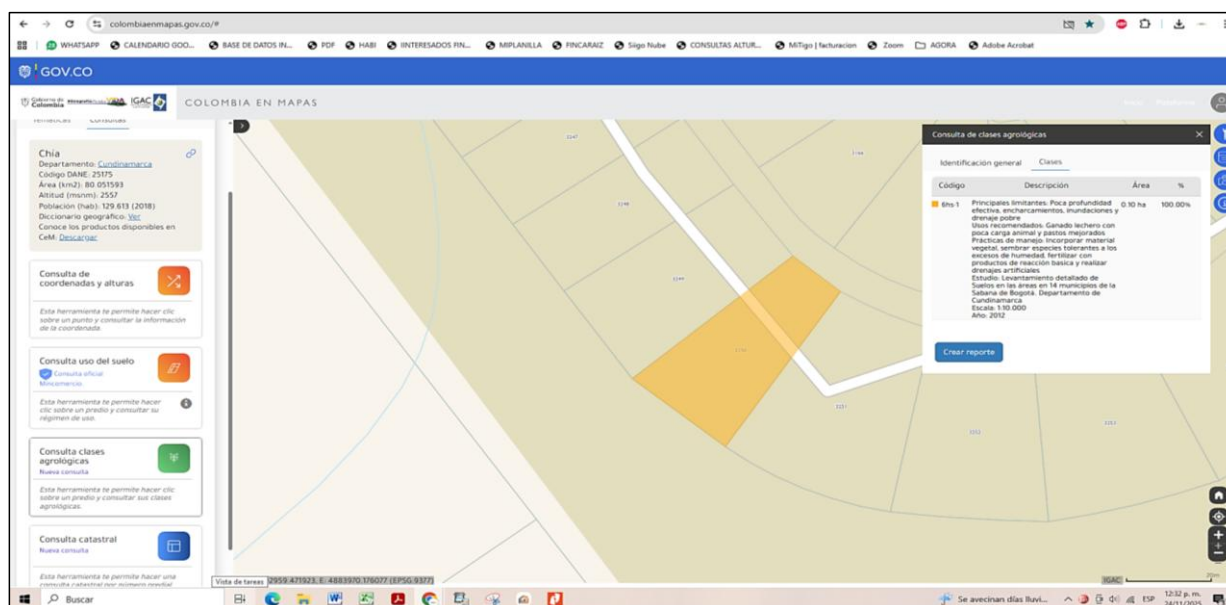 colombiaenmapas.gov.co/#
WHATSAPP CALENDARIO GOO... BASE DE DATOS IN... PDF HABI IINTERESADOS FIN... MIPLANILLA FINCARAIZ Siigo Nube CONSULTAS ALTUR... MiTigo | facturacion Zoom AGORA Adobe Acrobat
GOV.CO
Gobierno de Colombia IGAC COLOMBIA EN MAPAS
Temáticas Consultas
Chía
Departamento: Cundinamarca
Código DANE: 25175
Área (km2): 80.051593
Altitud (msnm): 2557
Población (hab): 129.613 (2018)
Diccionario geográfico: Ver
Conoce los productos disponibles en
CeM: Descargar
Consulta de
coordenadas y alturas
Esta herramienta te permite hacer clic
sobre un punto y consultar la información
de la coordenada.
Consulta uso del suelo
Consulta oficial
Mincomercio
Esta herramienta te permite hacer
clic sobre un predio y consultar su
régimen de uso.
Consulta clases
agrológicas
Nueva consulta
Esta herramienta te permite hacer clic
sobre un predio y consultar sus clases
agrológicas.
Consulta catastral
Nueva consulta
Esta herramienta te permite hacer una
consulta catastral por número predial
Consulta de clases agrológicas
Identificación general Clases
Código Descripción Área %
6hs-1 Principales limitantes: Poca profundidad 0.10 ha 100.00%
efectiva, encharcamientos, inundaciones y
drenaje pobre
Usos recomendados: Ganado lechero con
poca carga animal y pastos mejorados
Prácticas de manejo: Incorporar material
vegetal, sembrar especies tolerantes a los
excesos de humedad, fertilizar con
productos de reacción basica y realizar
drenajes artificiales
Estudio: Levantamiento detallado de
Suelos en las áreas en 14 municipios de la
Sabana de Bogotá. Departamento de
Cundinamarca
Escala: 1:10.000
Año: 2012
Crear reporte
Vista de tareas 2959.471923, E: 4883970.176077 (EPSG:9377)
IGAC
Buscar
Se avecinan días lluvi... ESP 12:32 p. m.
24/11/2025